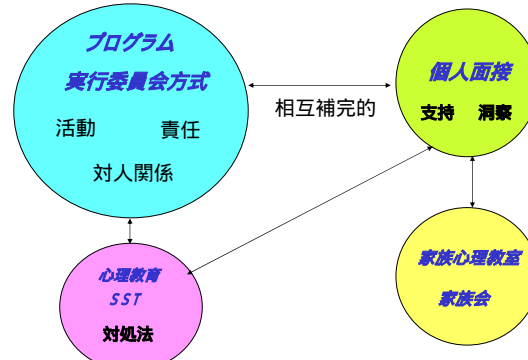 プログラム
実行委員会方式
活動 責任
対人関係
相互補完的
個人面接
支持 洞察
心理教育
SST
対処法
家族心理教室
家族会